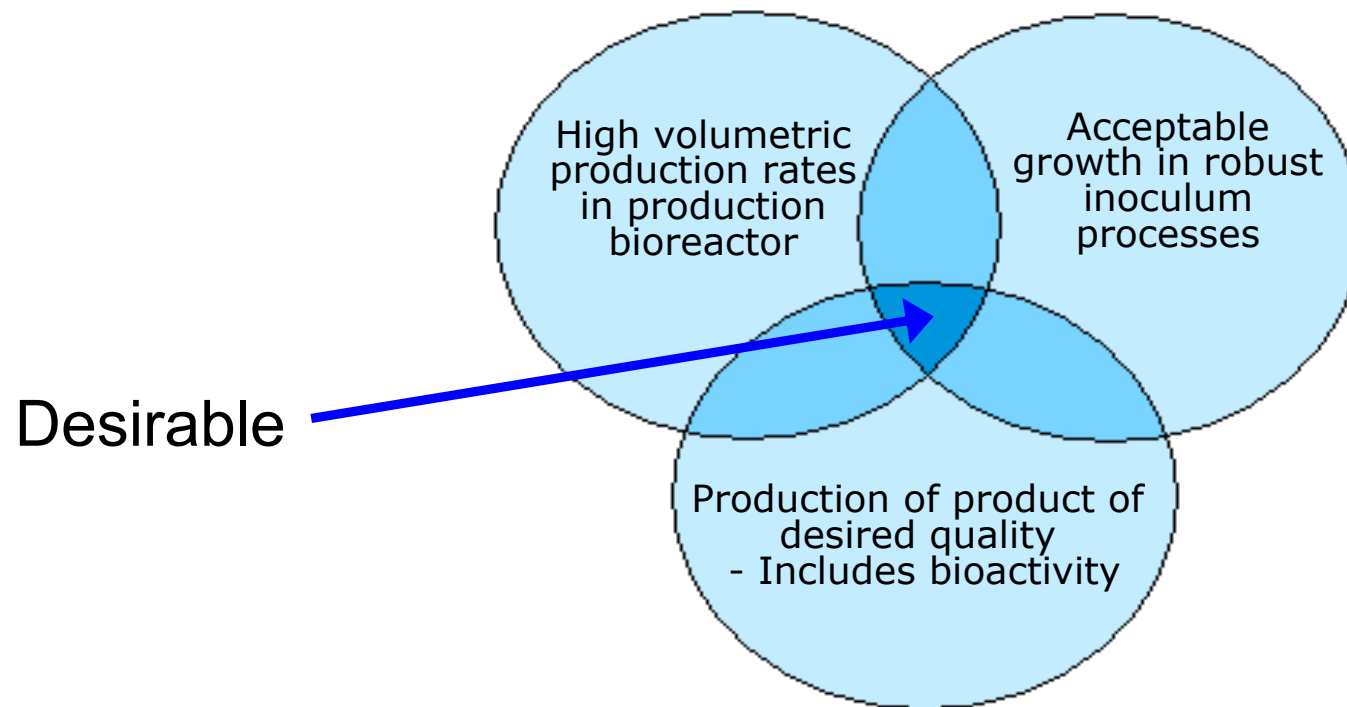 High volumetric
production rates
in production
bioreactor
Acceptable
growth in robust
inoculum
processes
Desirable
Production of product of
desired quality
- Includes bioactivity